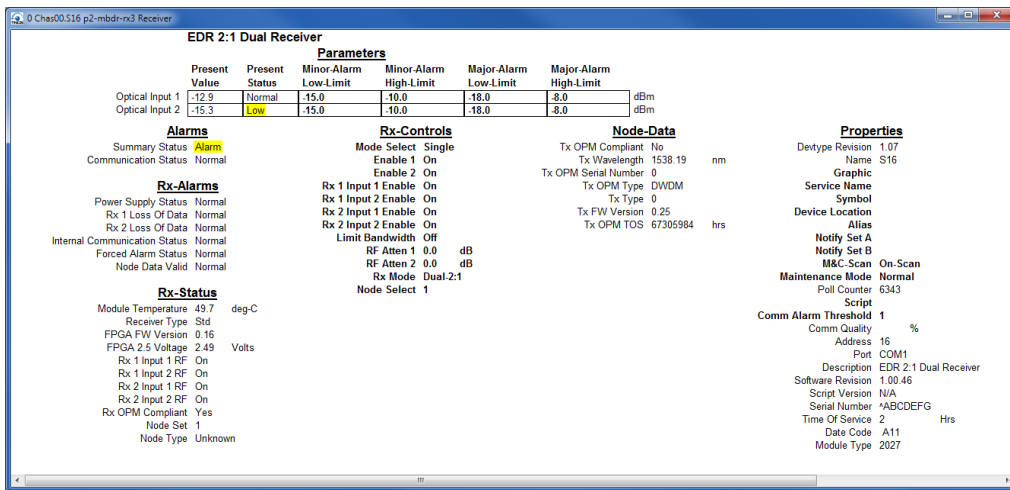 0 Chas00.S16 p2-mbdr-rx3 Receiver
EDR 2:1 Dual Receiver
Parameters
Present Value Present Status Minor-Alarm Low-Limit Minor-Alarm High-Limit Major-Alarm Low-Limit Major-Alarm High-Limit
Optical Input 1 -12.9 Normal -15.0 -10.0 -18.0 -8.0 dBm
Optical Input 2 -15.3 Low -15.0 -10.0 -18.0 -8.0 dBm
Alarms
Summary Status Alarm
Communication Status Normal
Rx-Alarms
Power Supply Status Normal
Rx 1 Loss Of Data Normal
Rx 2 Loss Of Data Normal
Internal Communication Status Normal
Forced Alarm Status Normal
Node Data Valid Normal
Rx-Status
Module Temperature 49.7 deg-C
Receiver Type Std
FPGA FW Version 0.16
FPGA 2.5 Voltage 2.49 Volts
Rx 1 Input 1 RF On
Rx 1 Input 2 RF On
Rx 2 Input 1 RF On
Rx 2 Input 2 RF On
Rx OPM Compliant Yes
Node Set 1
Node Type Unknown
Rx-Controls
Mode Select Single
Enable 1 On
Enable 2 On
Rx 1 Input 1 Enable On
Rx 1 Input 2 Enable On
Rx 2 Input 1 Enable On
Rx 2 Input 2 Enable On
Limit Bandwidth Off
RF Atten 1 0.0 dB
RF Atten 2 0.0 dB
Rx Mode Dual-2:1
Node Select 1
Node-Data
Tx OPM Compliant No
Tx Wavelength 1538.19 nm
Tx OPM Serial Number 0
Tx OPM Type DWDM
Tx Type 0
Tx FW Version 0.25
Tx OPM TOS 67305984 hrs
Properties
Devtype Revision 1.07
Name S16
Graphic
Service Name
Symbol
Device Location
Alias
Notify Set A
Notify Set B
M&C-Scan On-Scan
Maintenance Mode Normal
Poll Counter 6343
Script
Comm Alarm Threshold 1
Comm Quality %
Address 16
Port COM1
Description EDR 2:1 Dual Receiver
Software Revision 1.00.46
Script Version N/A
Serial Number ^ABCDEFG
Time Of Service 2 Hrs
Date Code A11
Module Type 2027